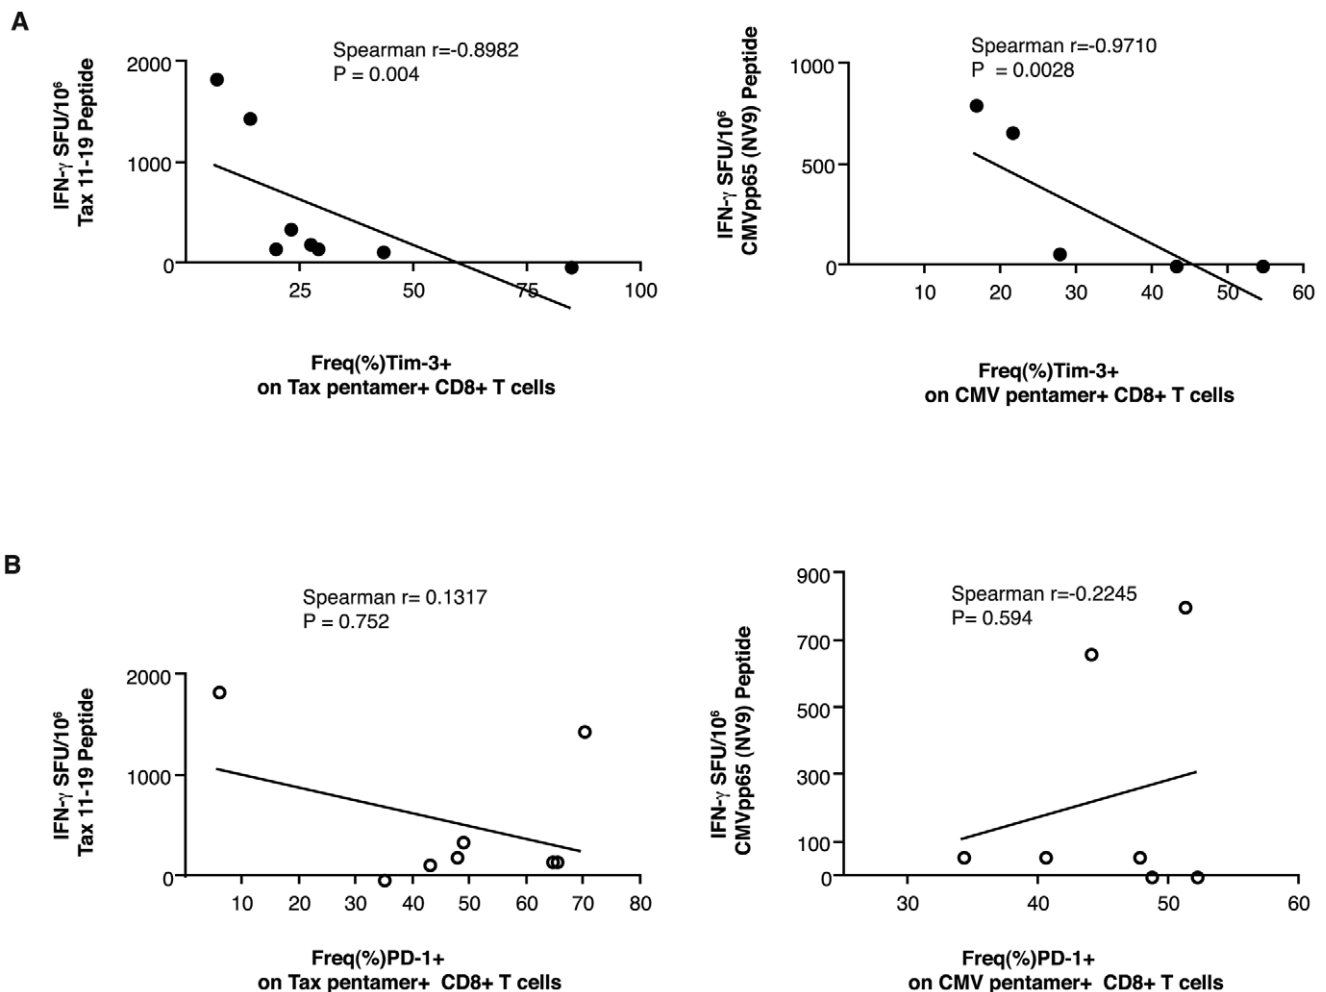 A
Spearman r=-0.8982
P = 0.004
2000
1000
0
25
50
75
100
IFN-γ SFU/10⁶
Tax 11-19 Peptide
Freq(%)Tim-3+
on Tax pentamer+ CD8+ T cells
Spearman r=-0.9710
P  = 0.0028
1000
500
0
10
20
30
40
50
60
IFN-γ SFU/10⁶
CMVpp65 (NV9) Peptide
Freq(%)Tim-3+
on CMV pentamer+ CD8+ T cells
B
Spearman r= 0.1317
P = 0.752
2000
1000
0
10
20
30
40
50
60
70
80
IFN-γ SFU/10⁶
Tax 11-19 Peptide
Freq(%)PD-1+
on Tax pentamer+  CD8+ T cells
Spearman r=-0.2245
P= 0.594
900
700
500
300
100
0
30
40
50
60
IFN-γ SFU/10⁶
CMVpp65 (NV9) Peptide
Freq(%)PD-1+
on CMV pentamer+  CD8+ T cells